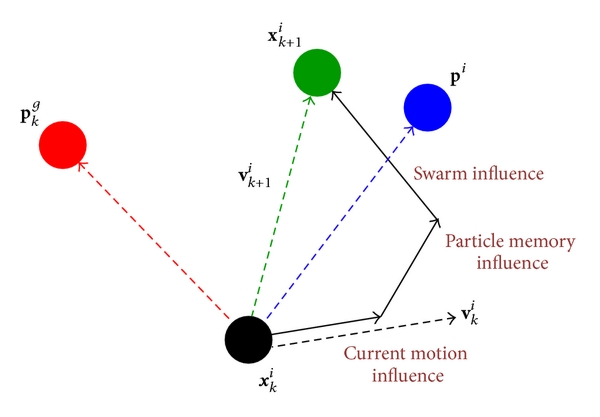 x^i_{k+1}
p^i
p^g_k
v^i_{k+1}
Swarm influence
Particle memory
influence
v^i_k
Current motion
influence
x^i_k